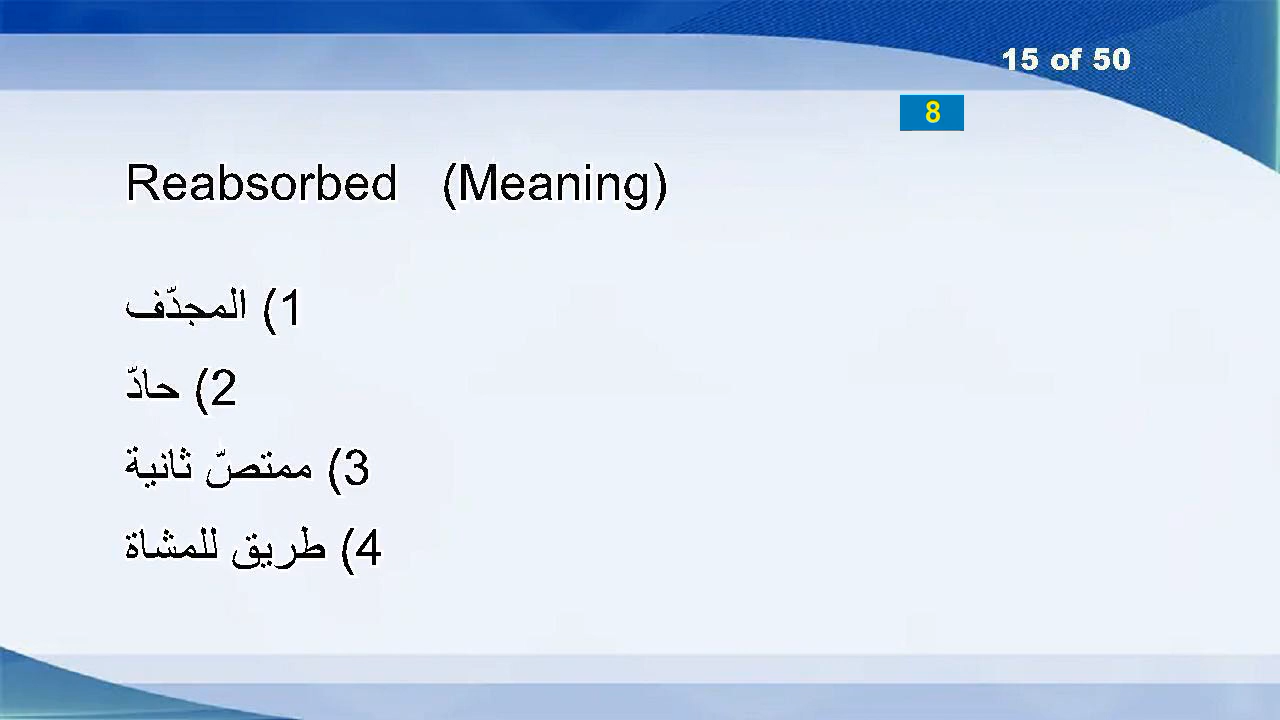 15 of 50
8
Reabsorbed (Meaning)
1) المجدّف
2) حادّ
3) ممتصّ ثانية
4) طريق للمشاة